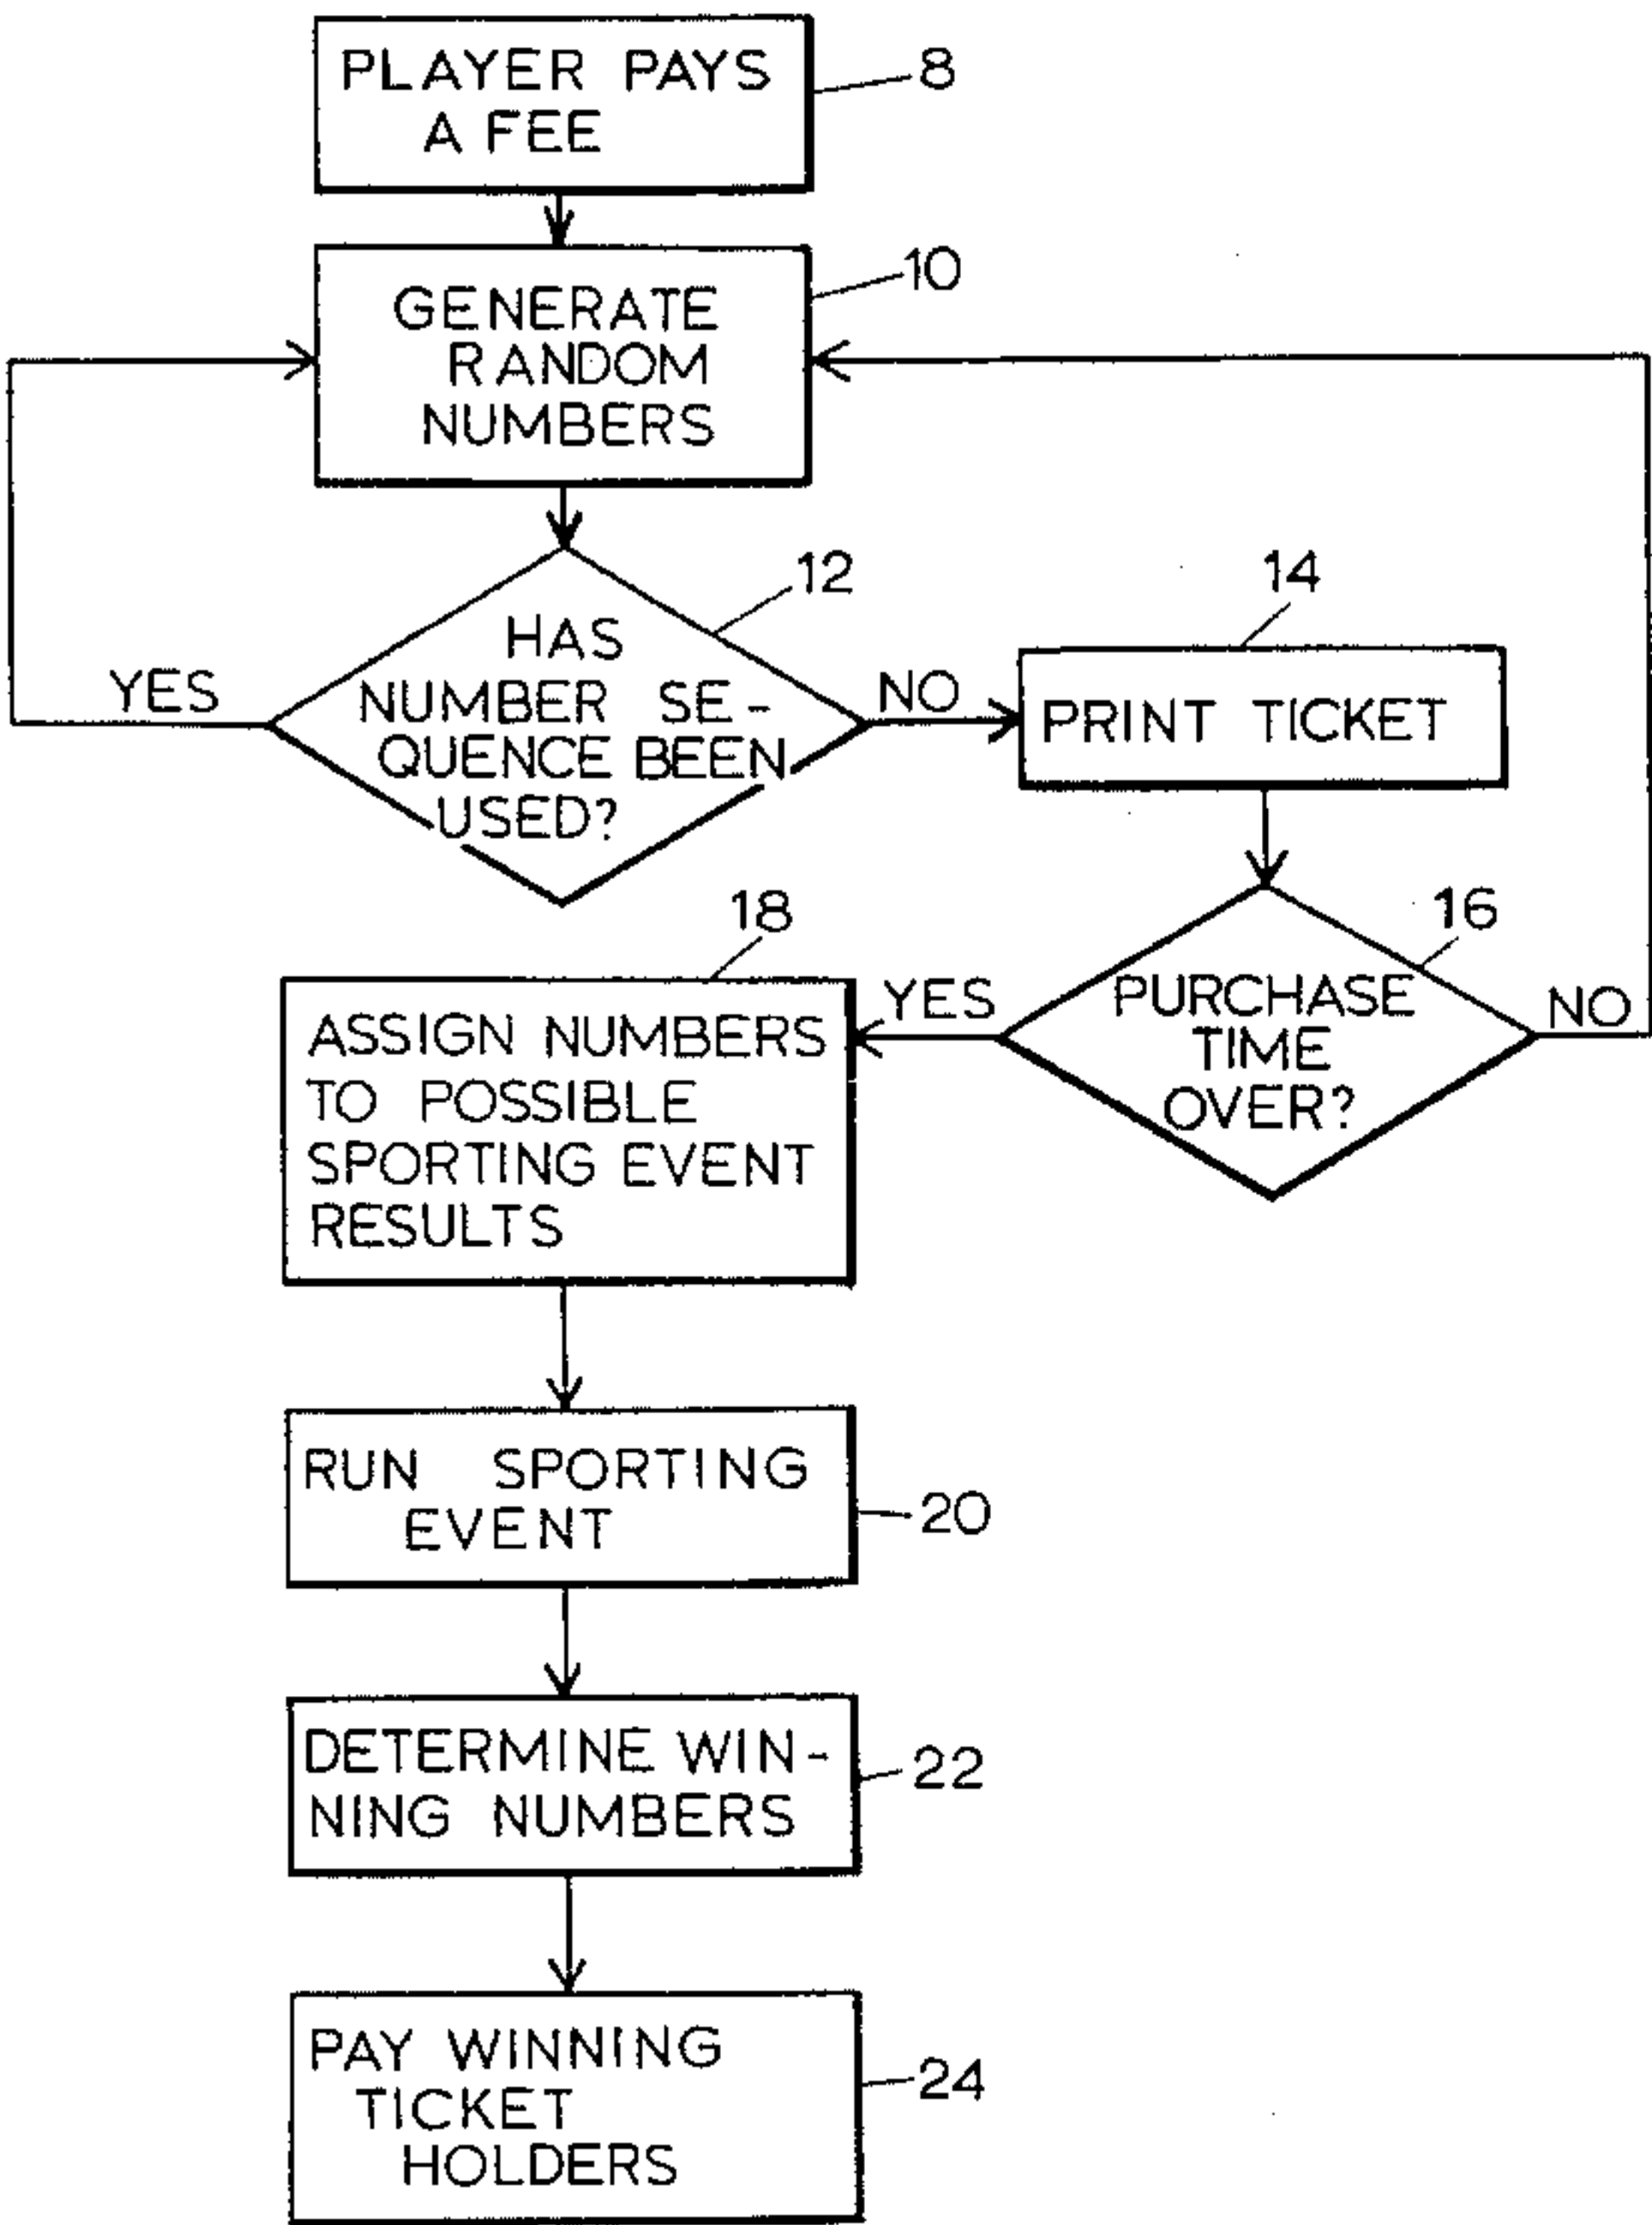 PLAYER PAYS
A FEE
8
GENERATE
RANDOM
NUMBERS
10
HAS
NUMBER SE-
QUENCE BEEN
USED?
12
YES
NO
PRINT TICKET
14
PURCHASE
TIME
OVER?
16
YES
NO
ASSIGN NUMBERS
TO POSSIBLE
SPORTING EVENT
RESULTS
18
RUN SPORTING
EVENT
20
DETERMINE WIN-
NING NUMBERS
22
PAY WINNING
TICKET
HOLDERS
24